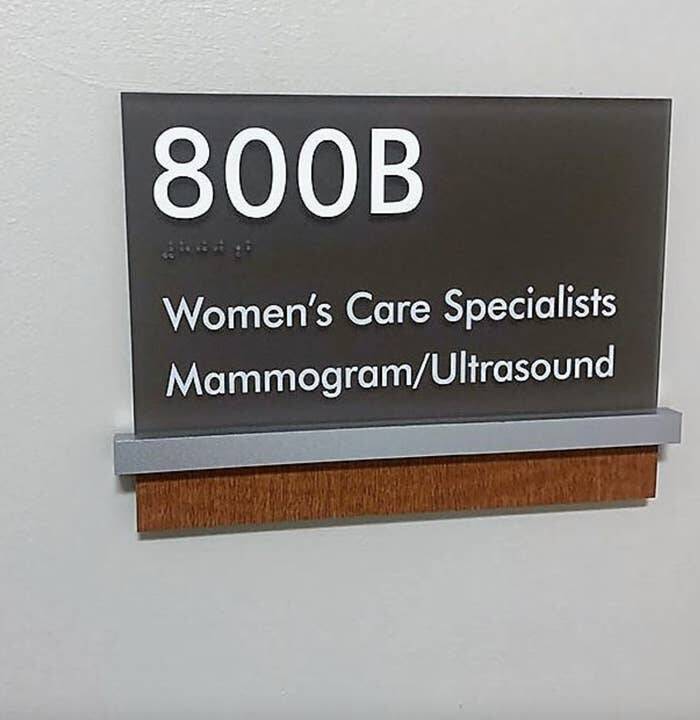 800B
Women's Care Specialists
Mammogram/Ultrasound